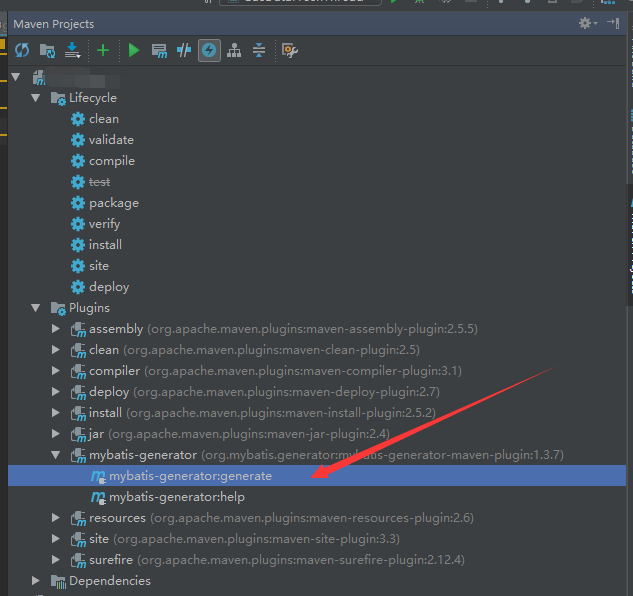 Maven Projects
Lifecycle
clean
validate
compile
test
package
verify
install
site
deploy
Plugins
assembly (org.apache.maven.plugins:maven-assembly-plugin:2.5.5)
clean (org.apache.maven.plugins:maven-clean-plugin:2.5)
compiler (org.apache.maven.plugins:maven-compiler-plugin:3.1)
deploy (org.apache.maven.plugins:maven-deploy-plugin:2.7)
install (org.apache.maven.plugins:maven-install-plugin:2.5.2)
jar (org.apache.maven.plugins:maven-jar-plugin:2.4)
mybatis-generator (org.mybatis.generator:mybatis-generator-maven-plugin:1.3.7)
mybatis-generator:generate
mybatis-generator:help
resources (org.apache.maven.plugins:maven-resources-plugin:2.6)
site (org.apache.maven.plugins:maven-site-plugin:3.3)
surefire (org.apache.maven.plugins:maven-surefire-plugin:2.12.4)
Dependencies